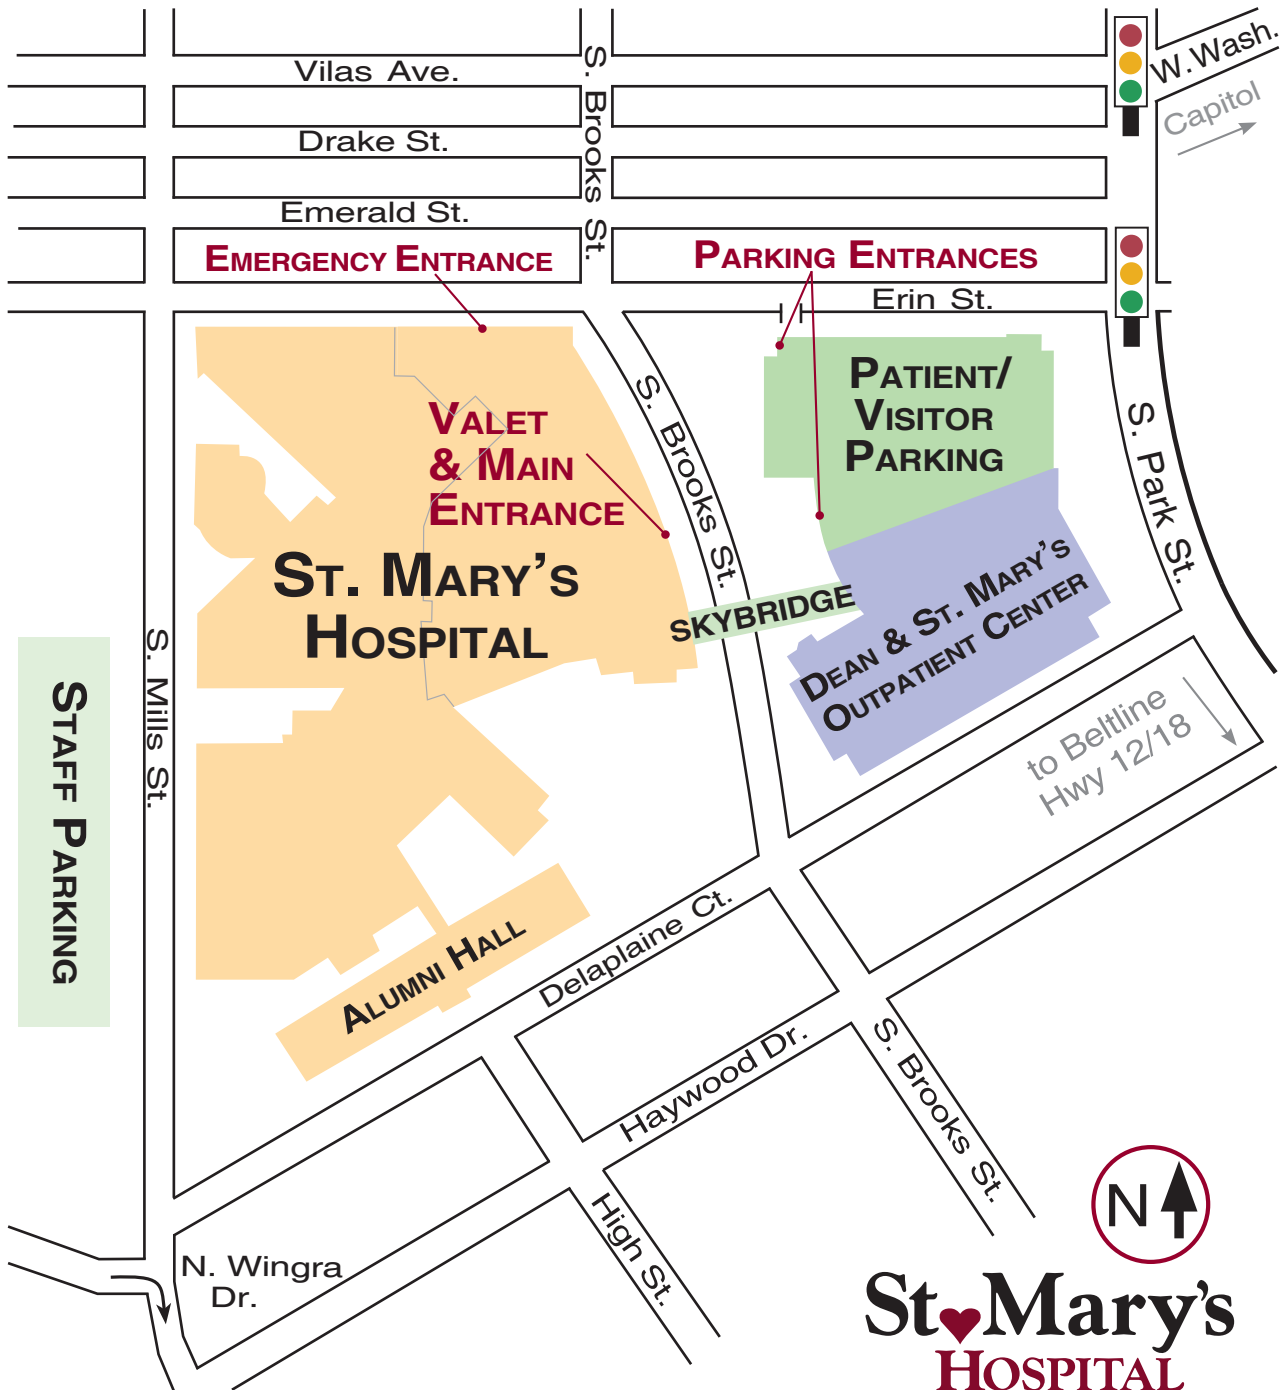 Vilas Ave.
S. Brooks St.
W. Wash.
Capitol
Drake St.
Emerald St.
EMERGENCY ENTRANCE
PARKING ENTRANCES
Erin St.
PATIENT/
VISITOR
PARKING
VALET
& MAIN
ENTRANCE
S. Brooks St.
S. Park St.
ST. MARY'S
HOSPITAL
SKYBRIDGE
DEAN & ST. MARY'S
OUTPATIENT CENTER
S. Mills St.
STAFF PARKING
to Beltline
Hwy 12/18
ALUMNI HALL
Delaplaine Ct.
Haywood Dr.
S. Brooks St.
High St.
N. Wingra
Dr.
N
St Mary's
HOSPITAL